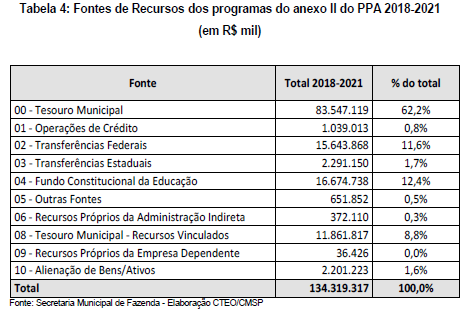 Tabela 4: Fontes de Recursos dos programas do anexo II do PPA 2018-2021
(em R$ mil)
Fonte Total 2018-2021 % do total
00 - Tesouro Municipal 83.547.119 62,2%
01 - Operações de Crédito 1.039.013 0,8%
02 - Transferências Federais 15.643.868 11,6%
03 - Transferências Estaduais 2.291.150 1,7%
04 - Fundo Constitucional da Educação 16.674.738 12,4%
05 - Outras Fontes 651.852 0,5%
06 - Recursos Próprios da Administração Indireta 372.110 0,3%
08 - Tesouro Municipal - Recursos Vinculados 11.861.817 8,8%
09 - Recursos Próprios da Empresa Dependente 36.426 0,0%
10 - Alienação de Bens/Ativos 2.201.223 1,6%
Total 134.319.317 100,0%
Fonte: Secretaria Municipal de Fazenda - Elaboração CTEO/CMSP